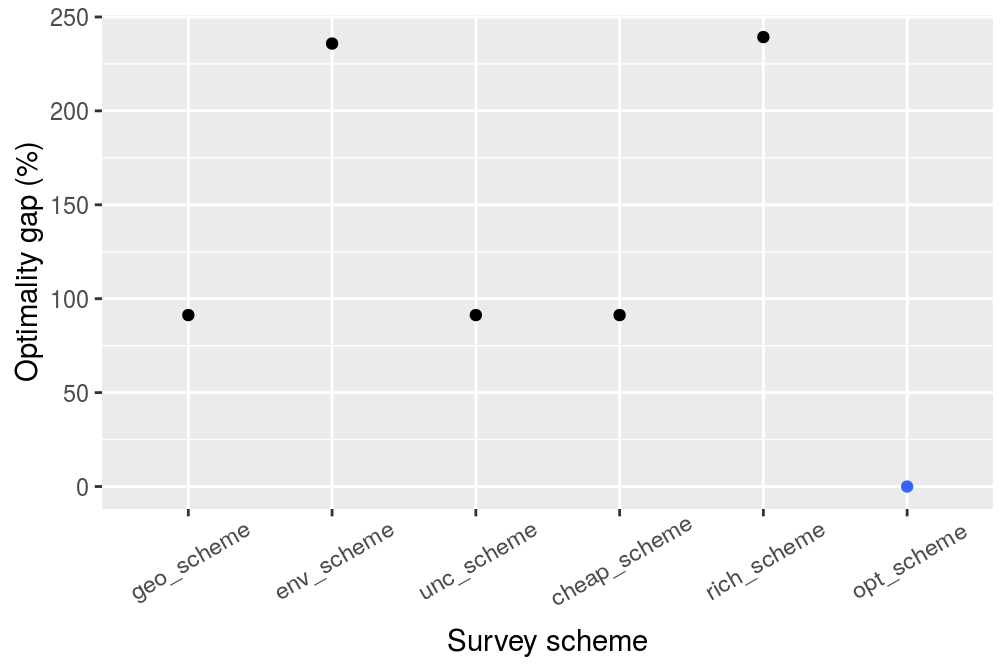 Optimality gap (%)
250
200
150
100
50
0
geo_scheme
env_scheme
unc_scheme
cheap_scheme
rich_scheme
opt_scheme
Survey scheme